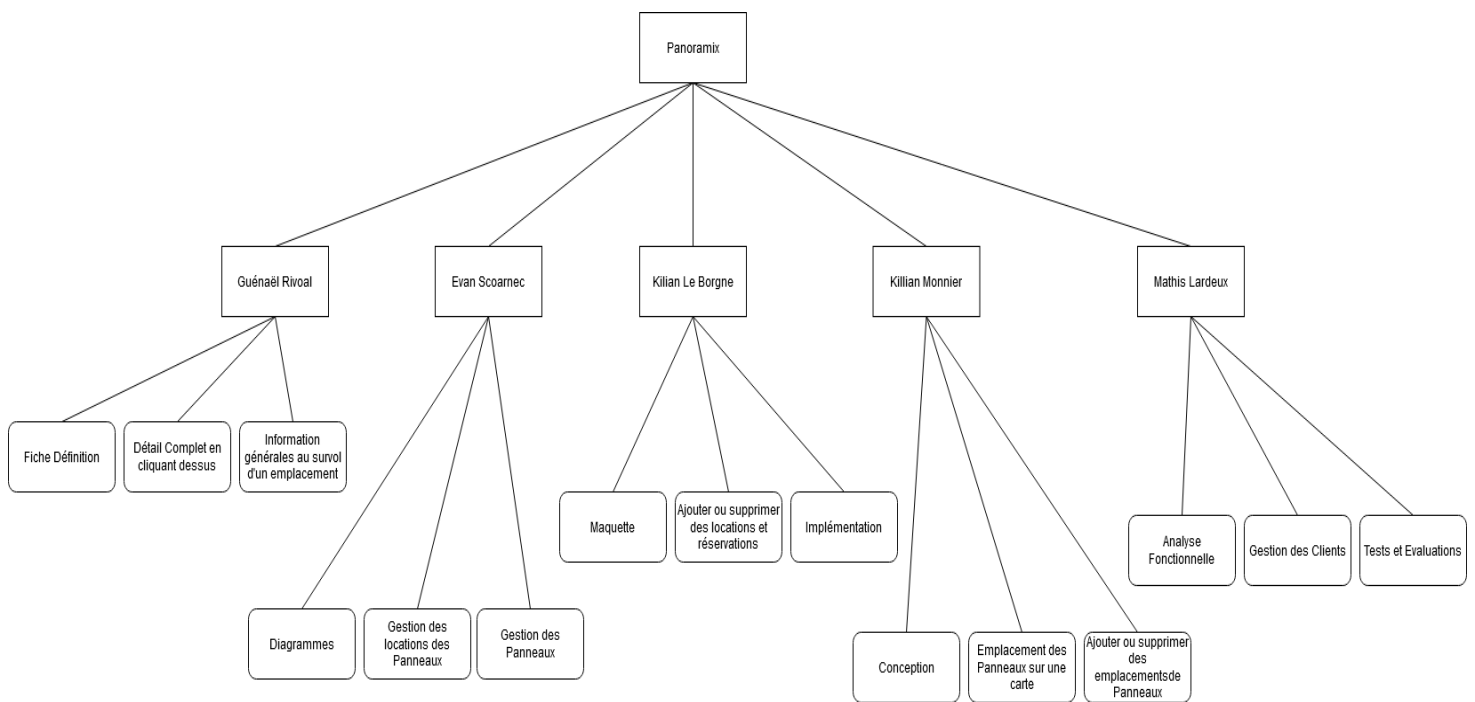 Panoramix
Guénaël Rivoal
Evan Scoarnec
Kilian Le Borgne
Killian Monnier
Mathis Lardeux
Fiche Définition
Détail Complet en
cliquant dessus
Information
générales au survol
d'un emplacement
Maquette
Ajouter ou supprimer
des locations et
réservations
Implémentation
Analyse
Fonctionnelle
Gestion des Clients
Tests et Evaluations
Diagrammes
Gestion des
locations des
Panneaux
Gestion des
Panneaux
Conception
Emplacement des
Panneaux sur une
carte
Ajouter ou supprimer
des
emplacementsde
Panneaux